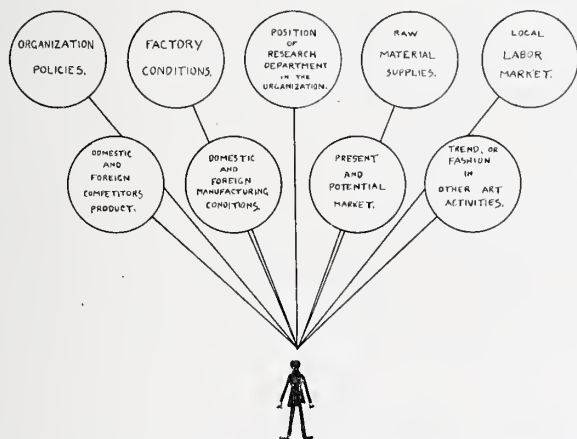 ORGANIZATION
POLICIES.
FACTORY
CONDITIONS.
POSITION
OF
RESEARCH
DEPARTMENT
IN THE
ORGANIZATION.
RAW
MATERIAL
SUPPLIES.
LOCAL
LABOR
MARKET.
DOMESTIC
AND
FOREIGN
COMPETITORS
PRODUCT.
DOMESTIC
AND
FOREIGN
MANUFACTURING
CONDITIONS.
PRESENT
AND
POTENTIAL
MARKET.
TREND, OR
FASHION
IN
OTHER ART
ACTIVITIES.